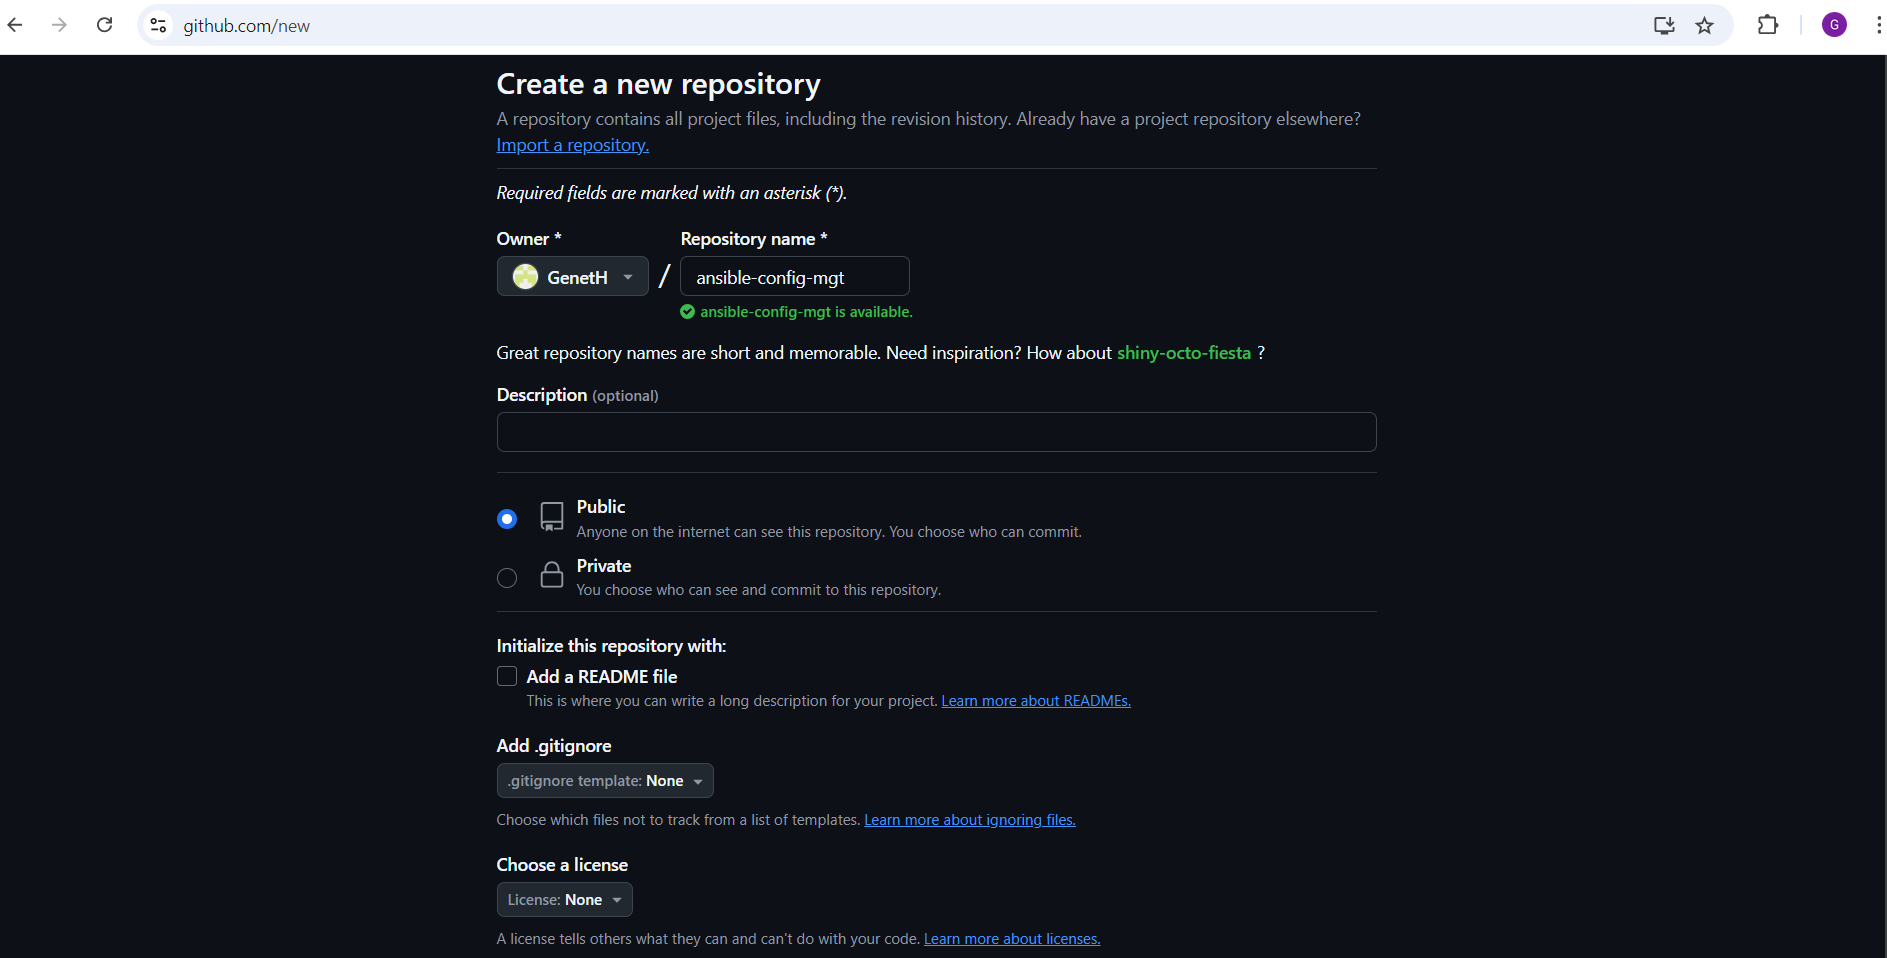 github.com/new
G
Create a new repository
A repository contains all project files, including the revision history. Already have a project repository elsewhere?
Import a repository.
Required fields are marked with an asterisk (*).
Owner *
Repository name *
GenetH
/
ansible-config-mgt
ansible-config-mgt is available.
Great repository names are short and memorable. Need inspiration? How about shiny-octo-fiesta ?
Description (optional)
Public
Anyone on the internet can see this repository. You choose who can commit.
Private
You choose who can see and commit to this repository.
Initialize this repository with:
Add a README file
This is where you can write a long description for your project. Learn more about READMEs.
Add .gitignore
.gitignore template: None
Choose which files not to track from a list of templates. Learn more about ignoring files.
Choose a license
License: None
A license tells others what they can and can't do with your code. Learn more about licenses.